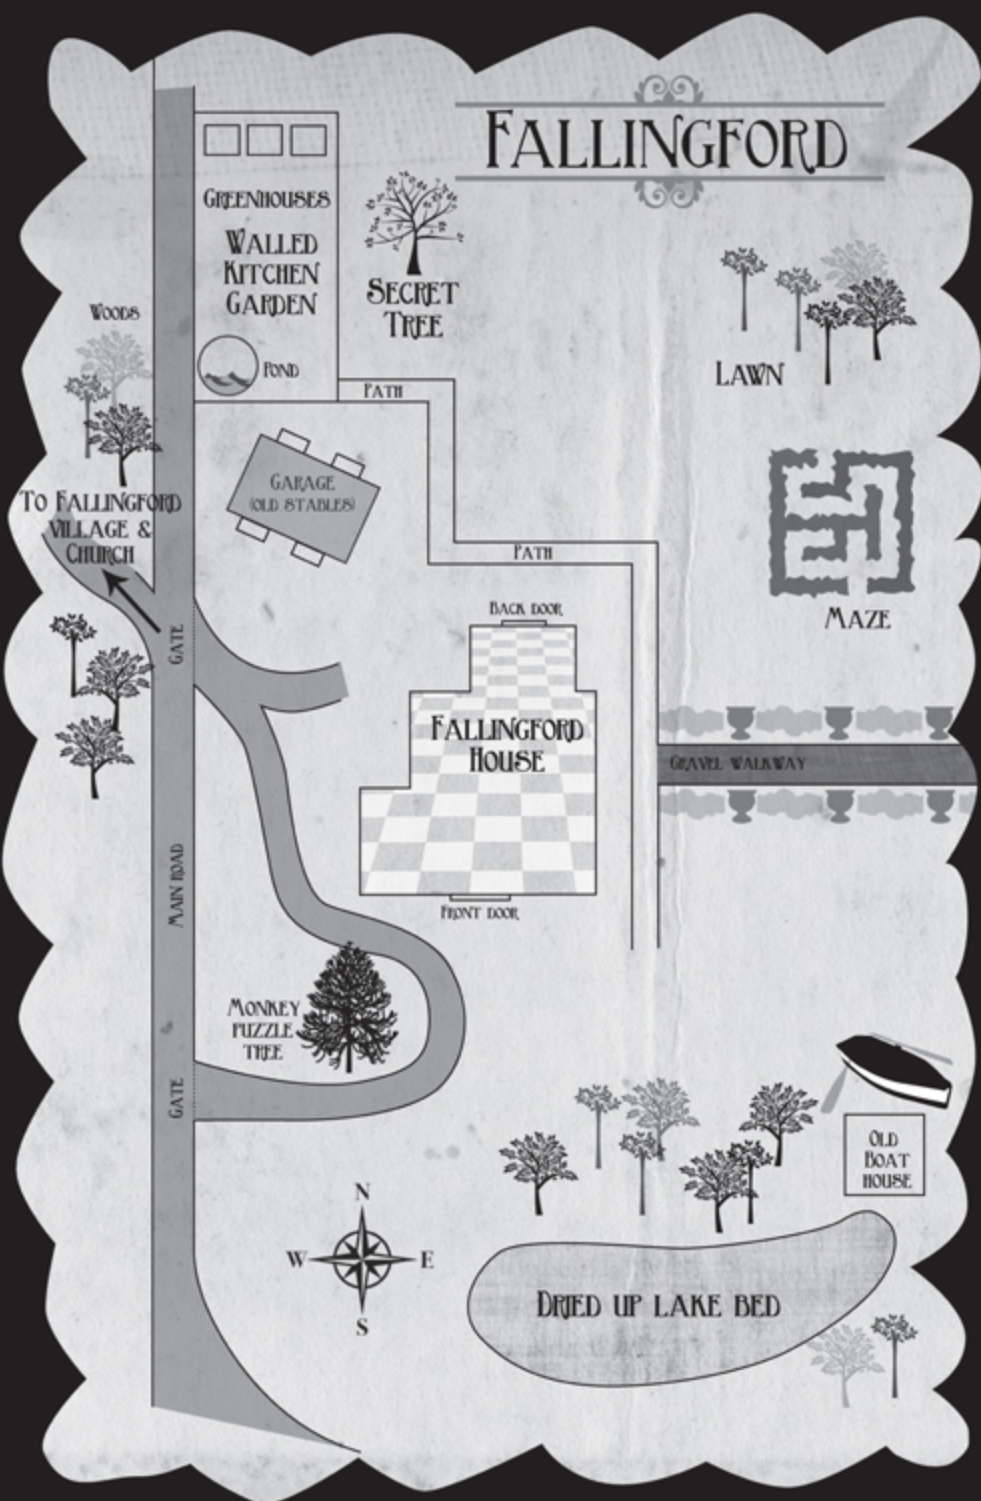 FALLINGFORD
GREENHOUSES
WALLED
KITCHEN
GARDEN
SECRET
TREE
WOODS
POND
PATH
LAWN
GARAGE
(OLD STABLES)
TO FALLINGFORD
VILLAGE &
CHURCH
PATH
MAZE
BACK DOOR
GATE
FALLINGFORD
HOUSE
GRAVEL WALKWAY
MAIN ROAD
FRONT DOOR
MONKEY
PUZZLE
TREE
GATE
OLD
BOAT
HOUSE
N
W
E
S
DRIED UP LAKE BED